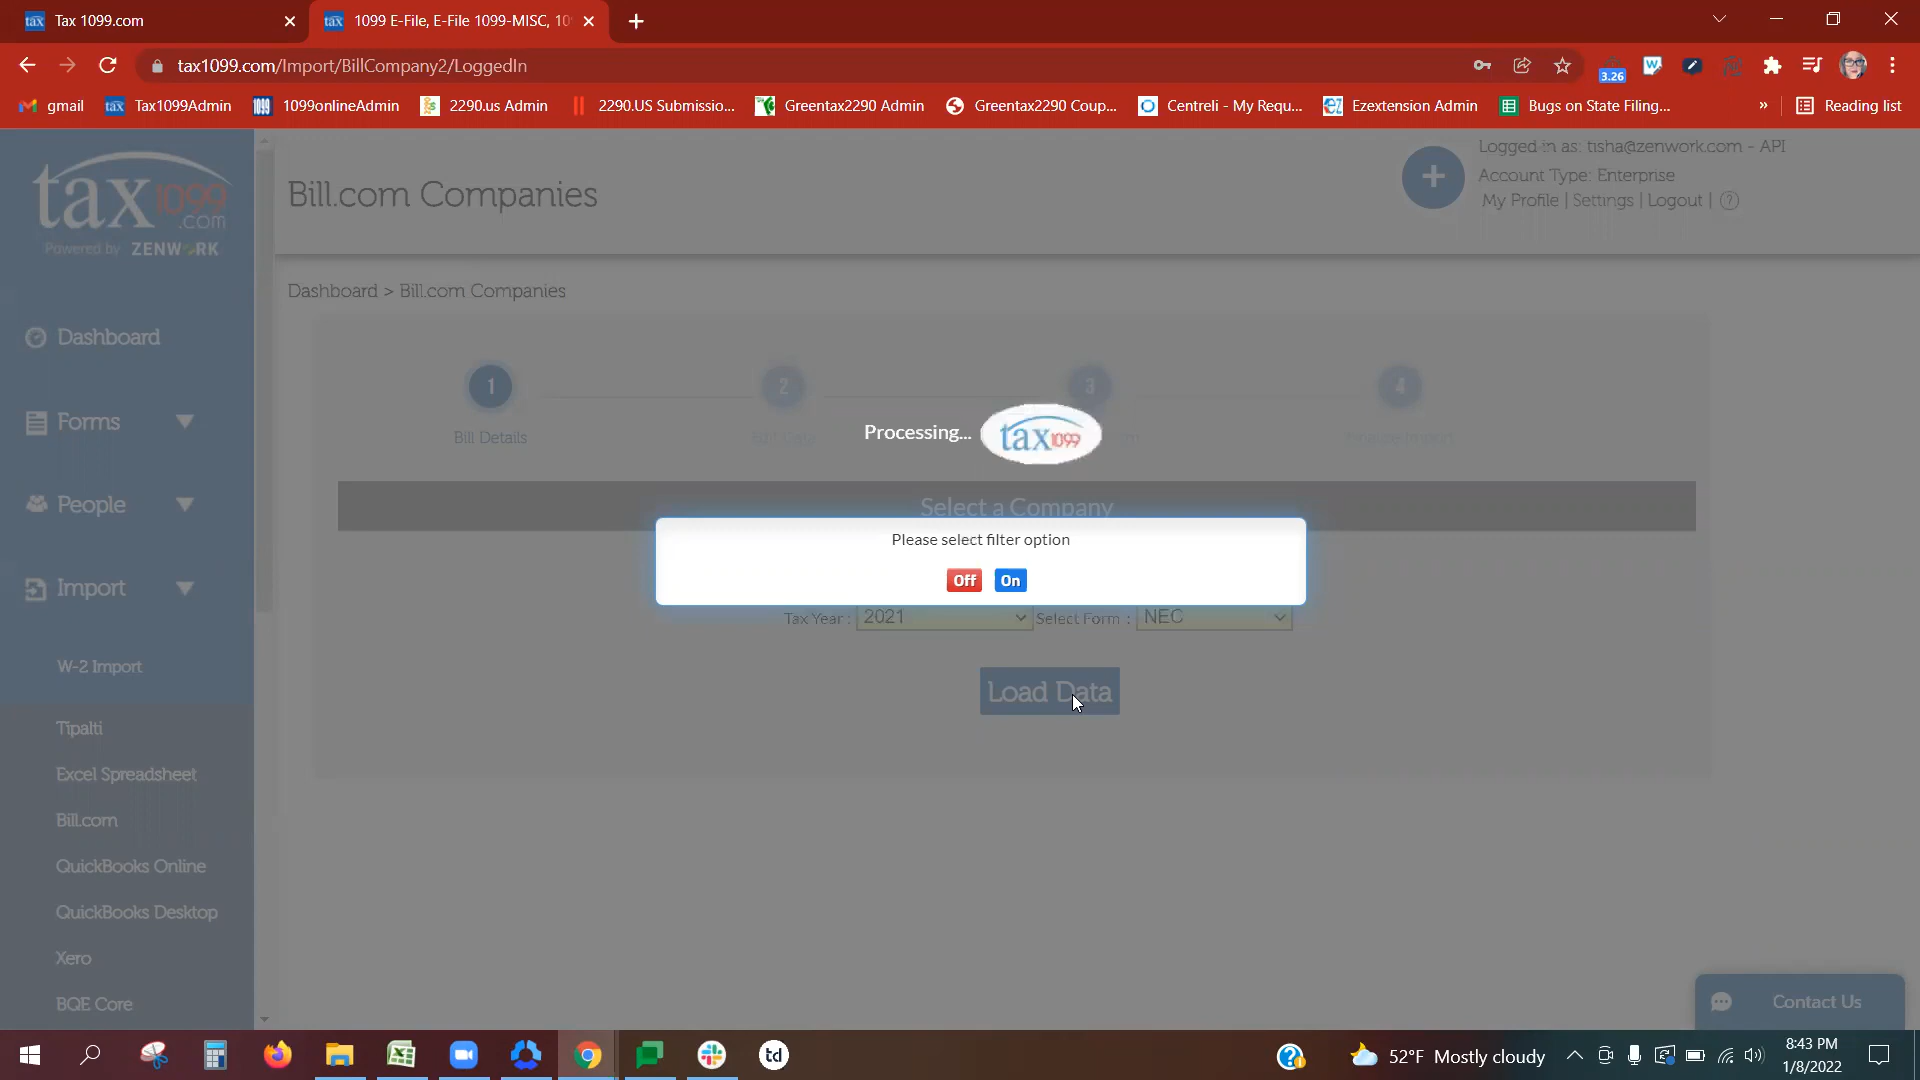 Tax 1099.com
1099 E-File, E-File 1099-MISC, 10
tax1099.com/Import/BillCompany2/LoggedIn
3.26
gmail
Tax1099Admin
1099onlineAdmin
2290.us Admin
2290.US Submissio...
Greentax2290 Admin
Greentax2290 Coup...
Centreli - My Requ...
Ezextension Admin
Bugs on State Filing...
»
Reading list
tax1099
.com
Powered by ZENWORK
Bill.com Companies
Logged in as: tisha@zenwork.com - API
Account Type: Enterprise
My Profile | Settings | Logout | ?
Dashboard > Bill.com Companies
Dashboard
Forms
People
Import
W-2 Import
Tipalti
Excel Spreadsheet
Bill.com
QuickBooks Online
QuickBooks Desktop
Xero
BQE Core
1
2
3
4
Bill Details
Processing...
tax1099
Select a Company
Please select filter option
Off On
Tax Year : 2021 Select Form : NEC
Load Data
Contact Us
td
52°F Mostly cloudy
8:43 PM
1/8/2022